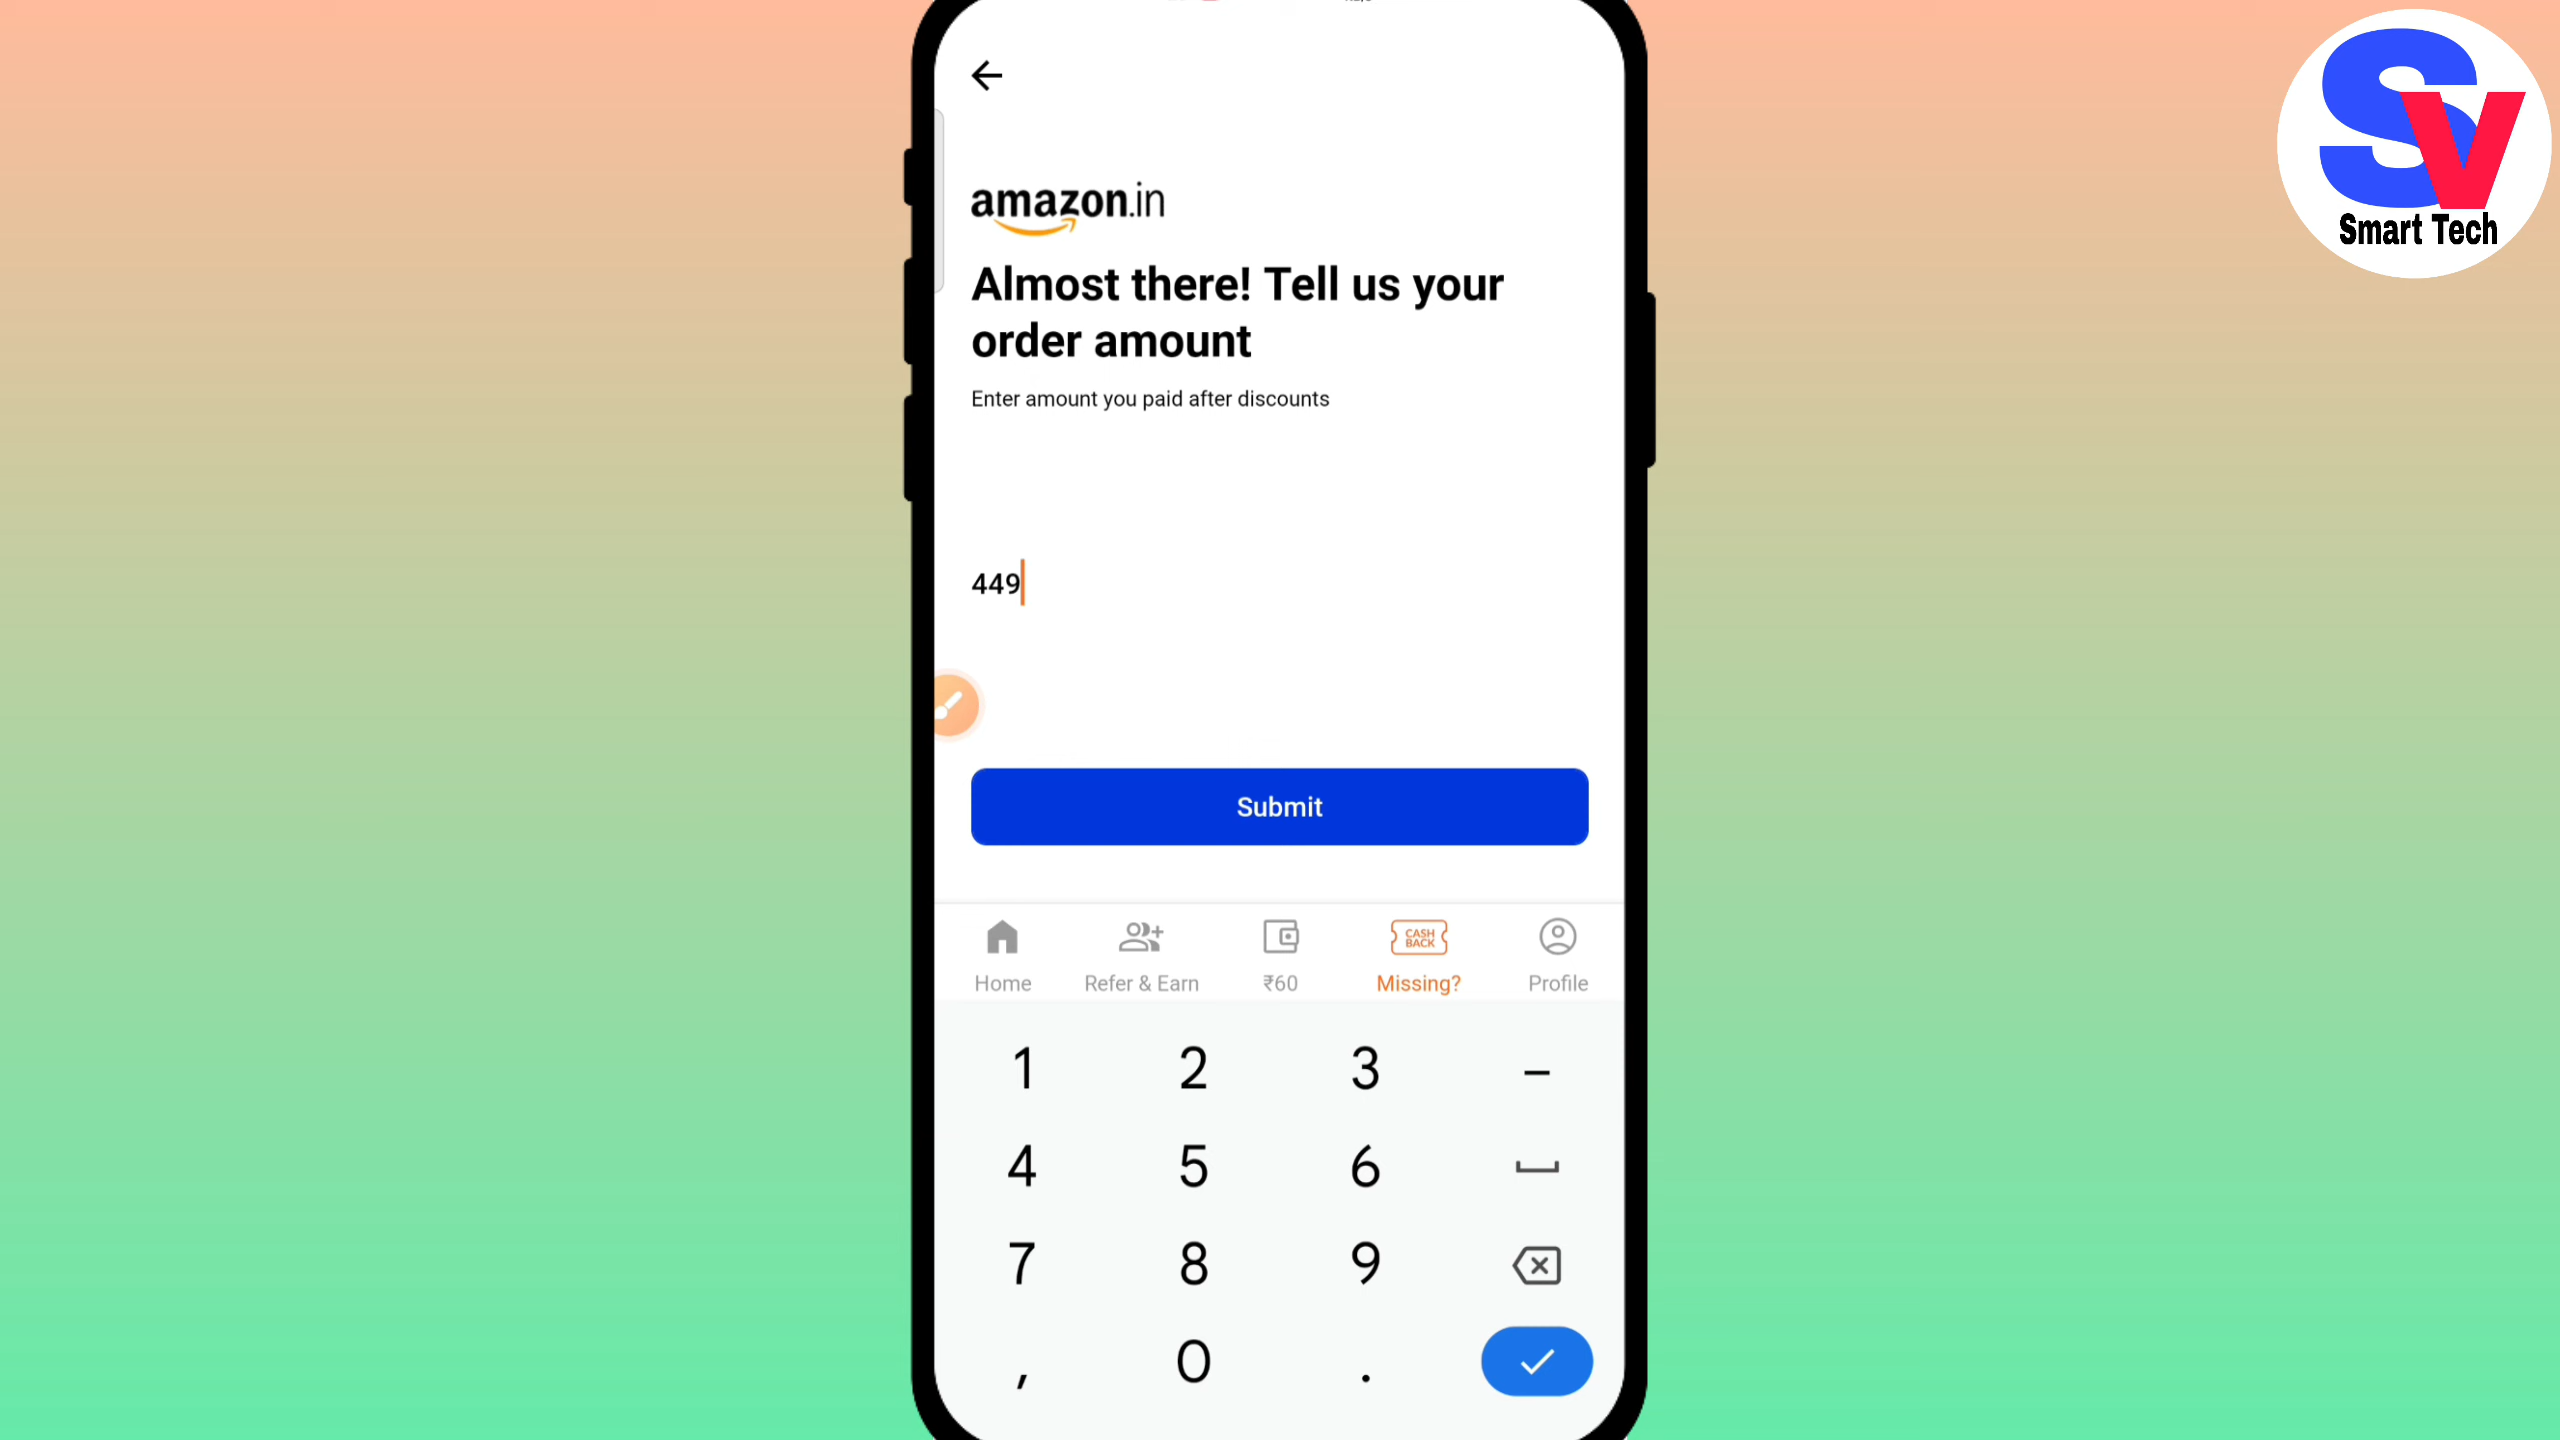 amazon.in
Almost there! Tell us your
order amount
Enter amount you paid after discounts
449
Submit
CASH
BACK
Home Refer & Earn ₹60 Missing? Profile
1 2 3 –
4 5 6
7 8 9
, 0 .
SV
Smart Tech